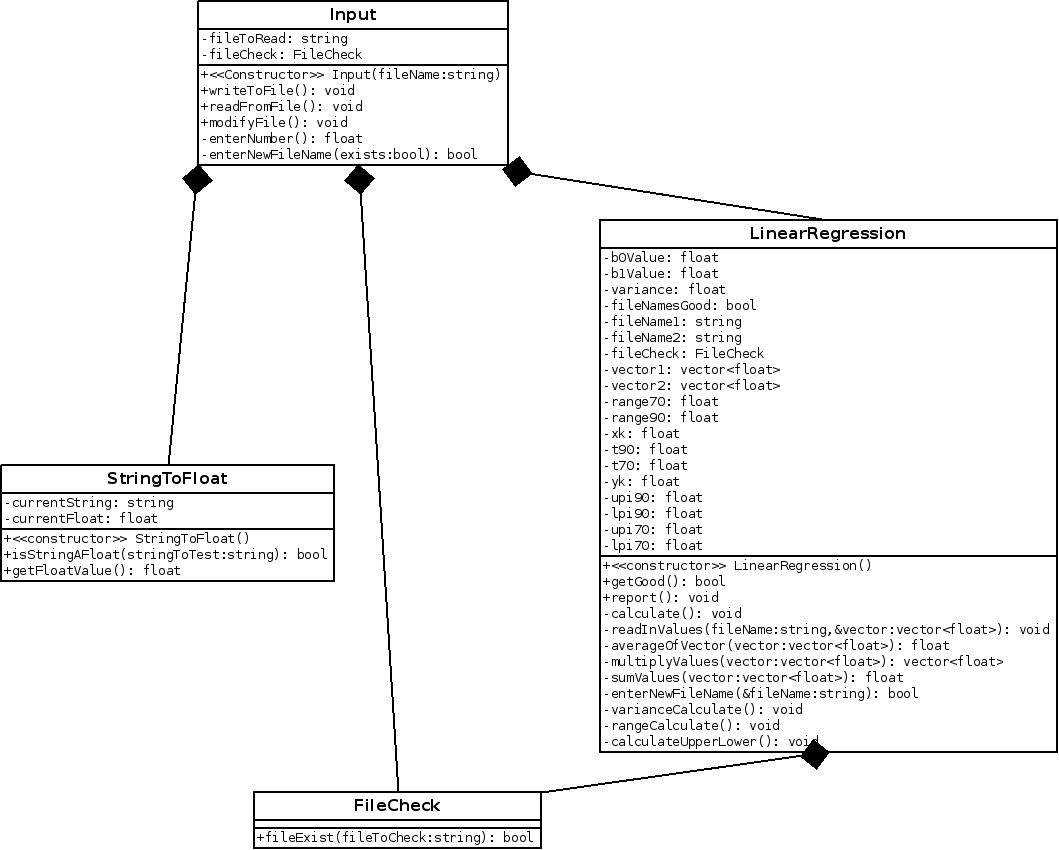 Input
-fileToRead: string
-fileCheck: FileCheck
+<<Constructor>> Input(fileName:string)
+writeToFile(): void
+readFromFile(): void
+modifyFile(): void
-enterNumber(): float
-enterNewFileName(exists:bool): bool
LinearRegression
-b0Value: float
-b1Value: float
-variance: float
-fileNamesGood: bool
-fileName1: string
-fileName2: string
-fileCheck: FileCheck
-vector1: vector<float>
-vector2: vector<float>
-range70: float
-range90: float
-xk: float
-t90: float
-t70: float
-yk: float
-upi90: float
-lpi90: float
-upi70: float
-lpi70: float
+<<constructor>> LinearRegression()
+getGood(): bool
+report(): void
-calculate(): void
-readInValues(fileName:string,&vector:vector<float>): void
-averageOfVector(vector:vector<float>): float
-multiplyValues(vector:vector<float>): vector<float>
-sumValues(vector:vector<float>): float
-enterNewFileName(&fileName:string): bool
-varianceCalculate(): void
-rangeCalculate(): void
-calculateUpperLower(): void
StringToFloat
-currentString: string
-currentFloat: float
+<<constructor>> StringToFloat()
+isStringAFloat(stringToTest:string): bool
+getFloatValue(): float
FileCheck
+fileExist(fileToCheck:string): bool